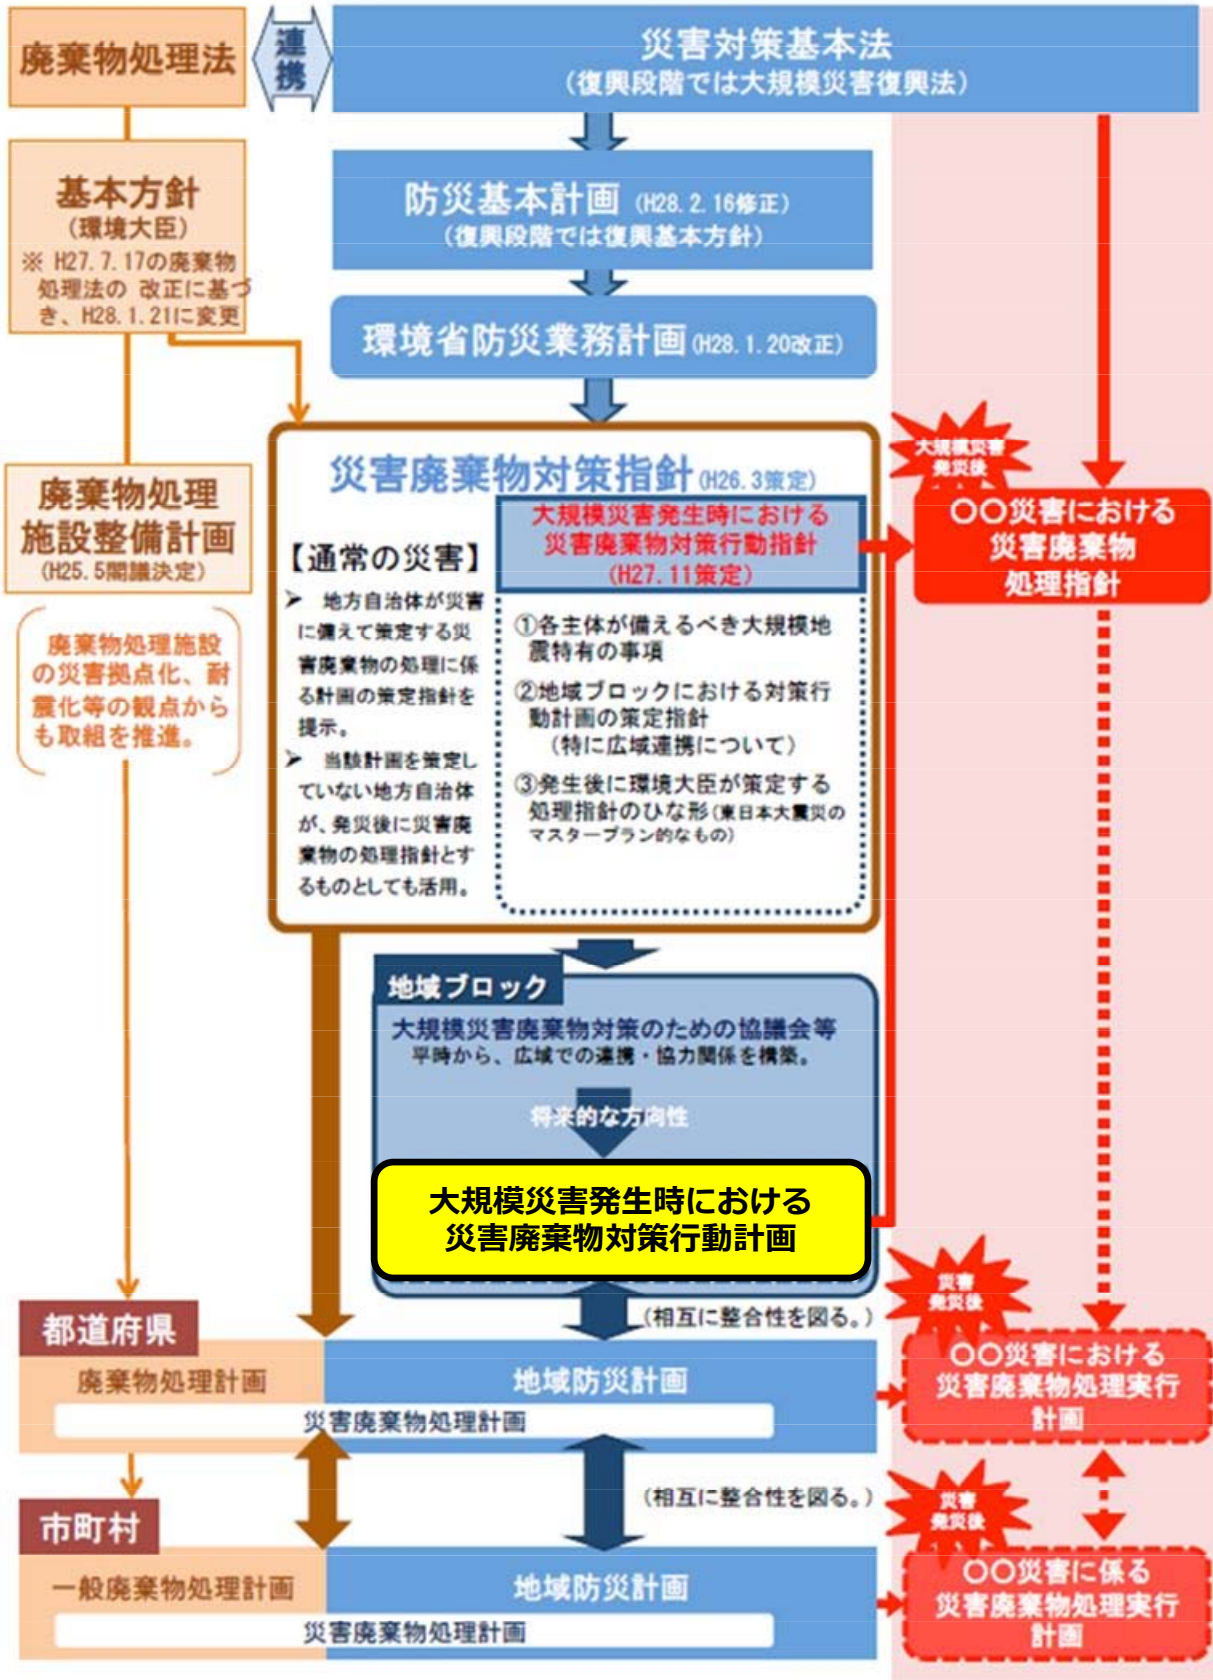 廃棄物処理法
連
携
災害対策基本法
(復興段階では大規模災害復興法)
基本方針
(環境大臣)
※ H27.7.17の廃棄物
処理法の 改正に基づ
き、H28.1.21に変更
防災基本計画 (H28.2.16修正)
(復興段階では復興基本方針)
環境省防災業務計画 (H28.1.20改正)
廃棄物処理
施設整備計画
(H25.5閣議決定)
廃棄物処理施設
の災害拠点化、耐
震化等の観点から
も取組を推進。
災害廃棄物対策指針 (H26.3策定)
【通常の災害】
➤ 地方自治体が災害
に備えて策定する災
害廃棄物の処理に係
る計画の策定指針を
提示。
➤ 当該計画を策定し
ていない地方自治体
が、発災後に災害廃
棄物の処理指針とす
るものとしても活用。
大規模災害発生時における
災害廃棄物対策行動指針
(H27.11策定)
①各主体が備えるべき大規模地
震特有の事項
②地域ブロックにおける対策行
動計画の策定指針
(特に広域連携について)
③発生後に環境大臣が策定する
処理指針のひな形(東日本大震災の
マスタープラン的なもの)
大規模災害
発災後
〇〇災害における
災害廃棄物
処理指針
地域ブロック
大規模災害廃棄物対策のための協議会等
平時から、広域での連携・協力関係を構築。
将来的な方向性
大規模災害発生時における
災害廃棄物対策行動計画
(相互に整合性を図る。)
都道府県
廃棄物処理計画
地域防災計画
災害廃棄物処理計画
災害
発災後
〇〇災害における
災害廃棄物処理実行
計画
(相互に整合性を図る。)
市町村
一般廃棄物処理計画
地域防災計画
災害廃棄物処理計画
災害
発災後
〇〇災害に係る
災害廃棄物処理実行
計画